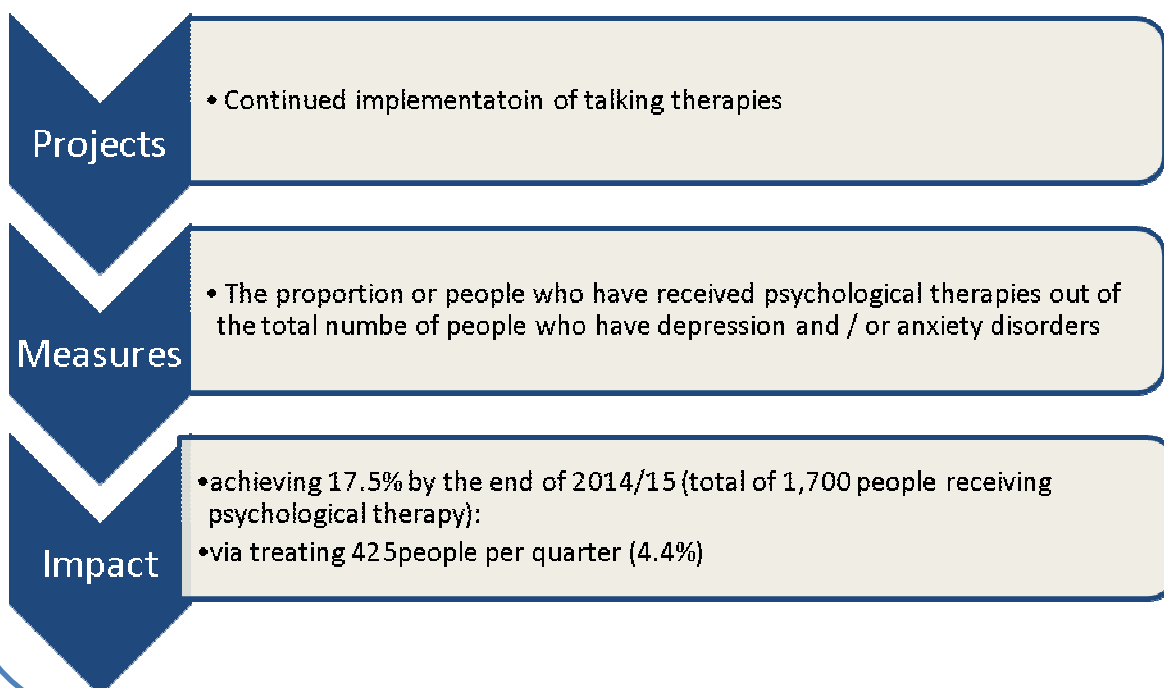 Projects
• Continued implementatoin of talking therapies
Measures
• The proportion or people who have received psychological therapies out of
the total numbe of people who have depression and / or anxiety disorders
Impact
•achieving 17.5% by the end of 2014/15 (total of 1,700 people receiving
psychological therapy):
•via treating 425people per quarter (4.4%)